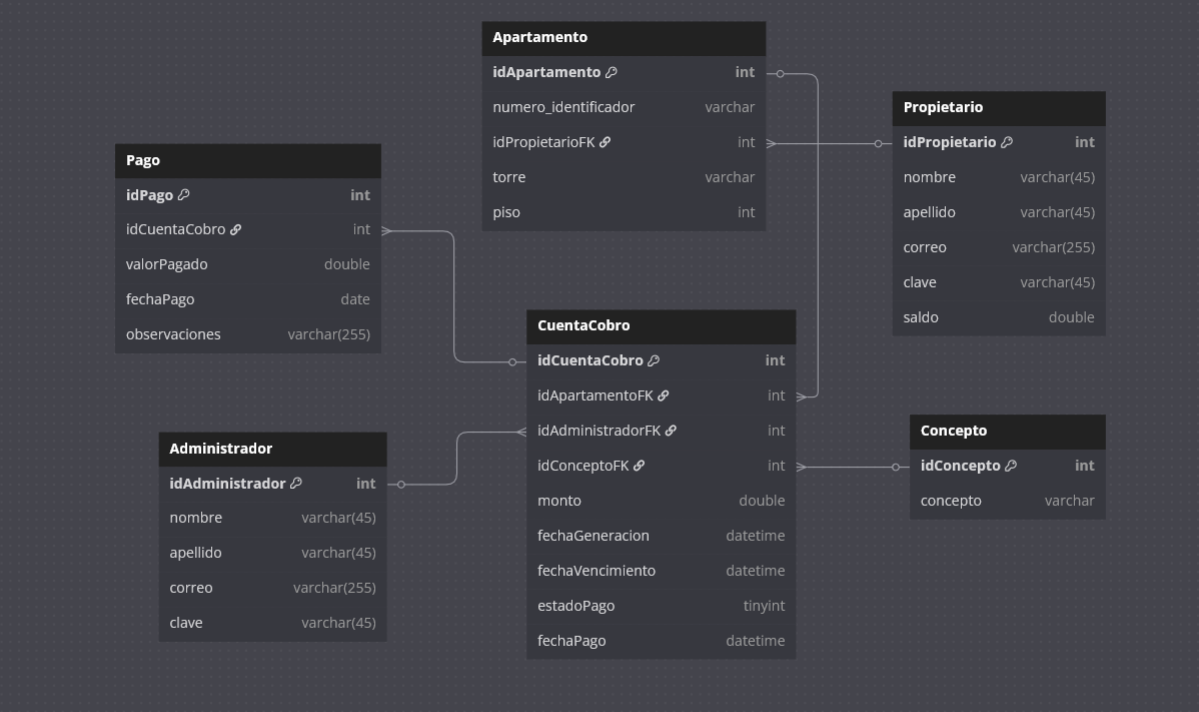 Apartamento
idApartamento int
numero_identificador varchar
idPropietarioFK int
torre varchar
piso int
Propietario
idPropietario int
nombre varchar(45)
apellido varchar(45)
correo varchar(255)
clave varchar(45)
saldo double
Pago
idPago int
idCuentaCobro int
valorPagado double
fechaPago date
observaciones varchar(255)
CuentaCobro
idCuentaCobro int
idApartamentoFK int
idAdministradorFK int
idConceptoFK int
monto double
fechaGeneracion datetime
fechaVencimiento datetime
estadoPago tinyint
fechaPago datetime
Concepto
idConcepto int
concepto varchar
Administrador
idAdministrador int
nombre varchar(45)
apellido varchar(45)
correo varchar(255)
clave varchar(45)